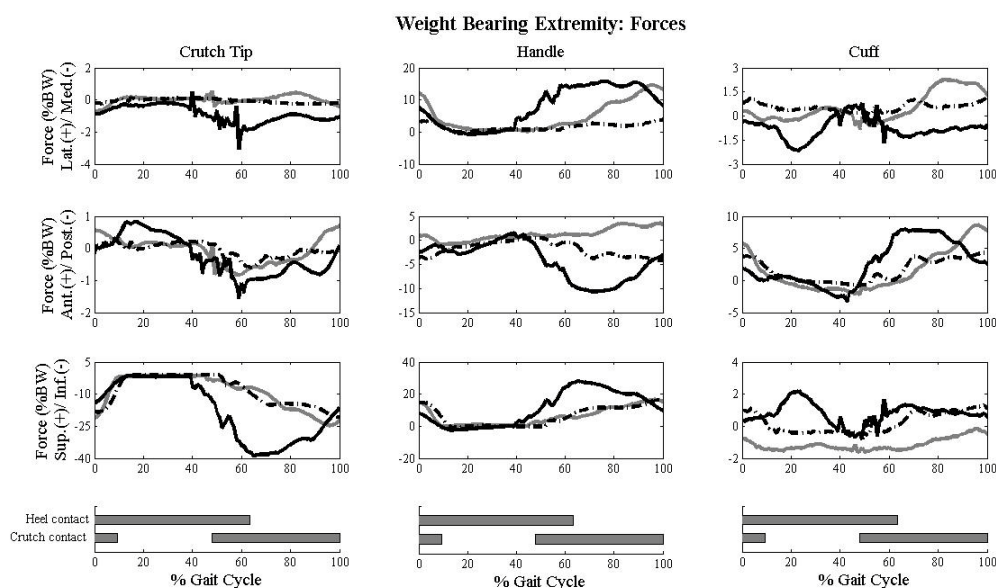 Weight Bearing Extremity: Forces
Crutch Tip
Handle
Cuff
Force (%BW)
Lat.(+)/ Med.(-)
2
0
-2
-4
0 20 40 60 80 100
20
10
0
-10
0 20 40 60 80 100
3
1.5
0
-1.5
-3
0 20 40 60 80 100
Force (%BW)
Ant.(+)/ Post.(-)
1
0
-1
-2
0 20 40 60 80 100
5
0
-5
-10
-15
0 20 40 60 80 100
10
5
0
-5
0 20 40 60 80 100
Force (%BW)
Sup.(+)/ Inf.(-)
5
-10
-25
-40
0 20 40 60 80 100
40
20
0
-20
0 20 40 60 80 100
4
2
0
-2
0 20 40 60 80 100
Heel contact
Crutch contact
0 20 40 60 80 100
0 20 40 60 80 100
0 20 40 60 80 100
% Gait Cycle
% Gait Cycle
% Gait Cycle